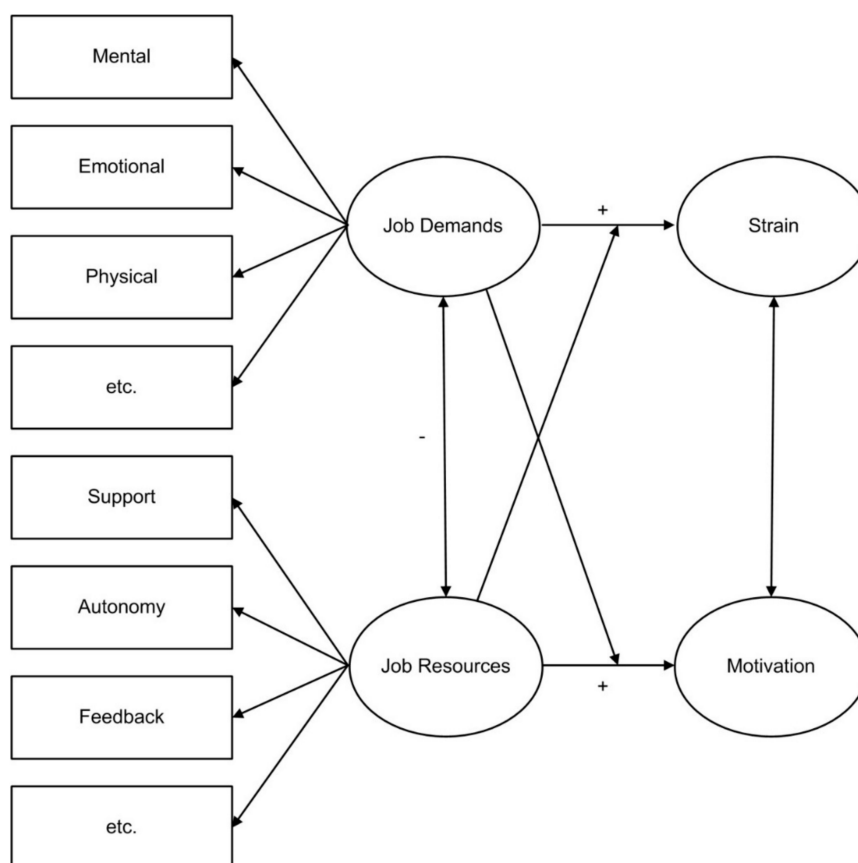 Mental
Emotional
Physical
etc.
Support
Autonomy
Feedback
etc.
Job Demands
+
Strain
-
Job Resources
+
Motivation